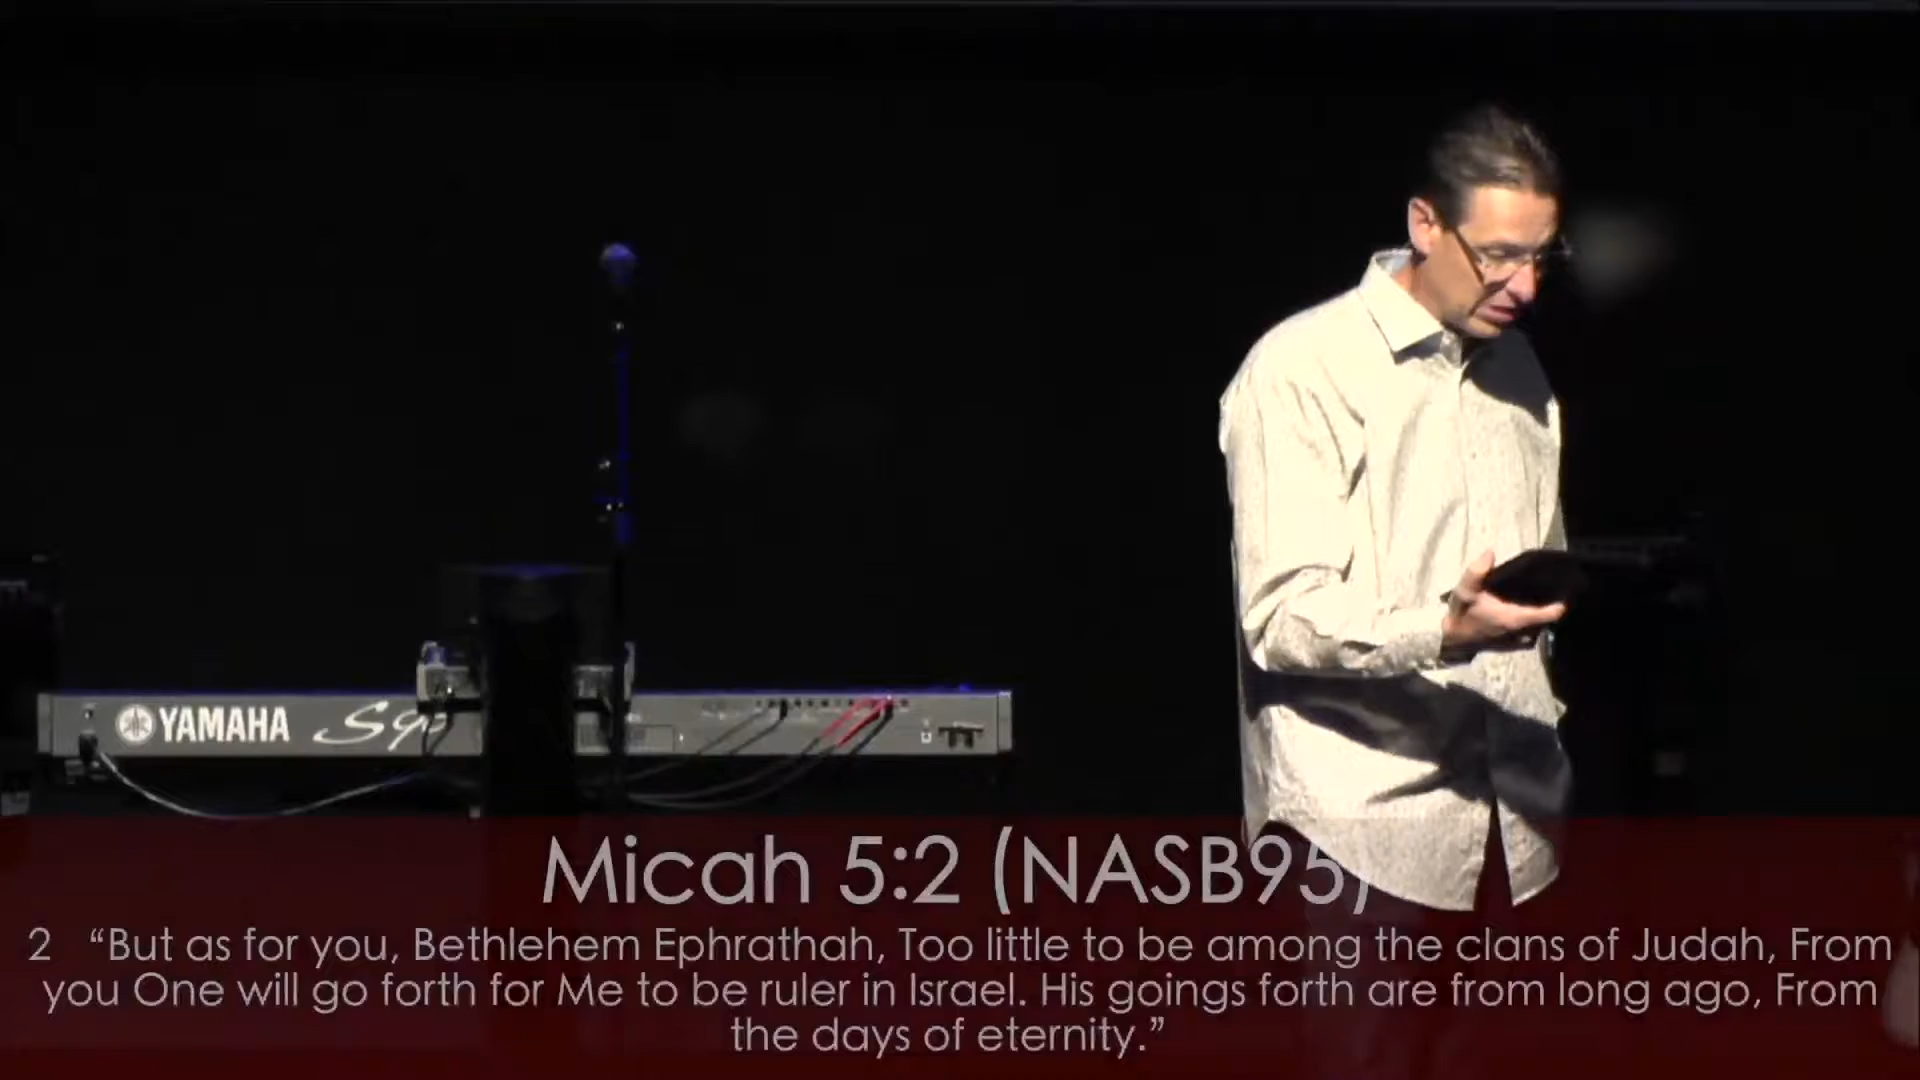 YAMAHA
Micah 5:2 (NASB95)
2 “But as for you, Bethlehem Ephrathah, Too little to be among the clans of Judah, From
you One will go forth for Me to be ruler in Israel. His goings forth are from long ago, From
the days of eternity.”